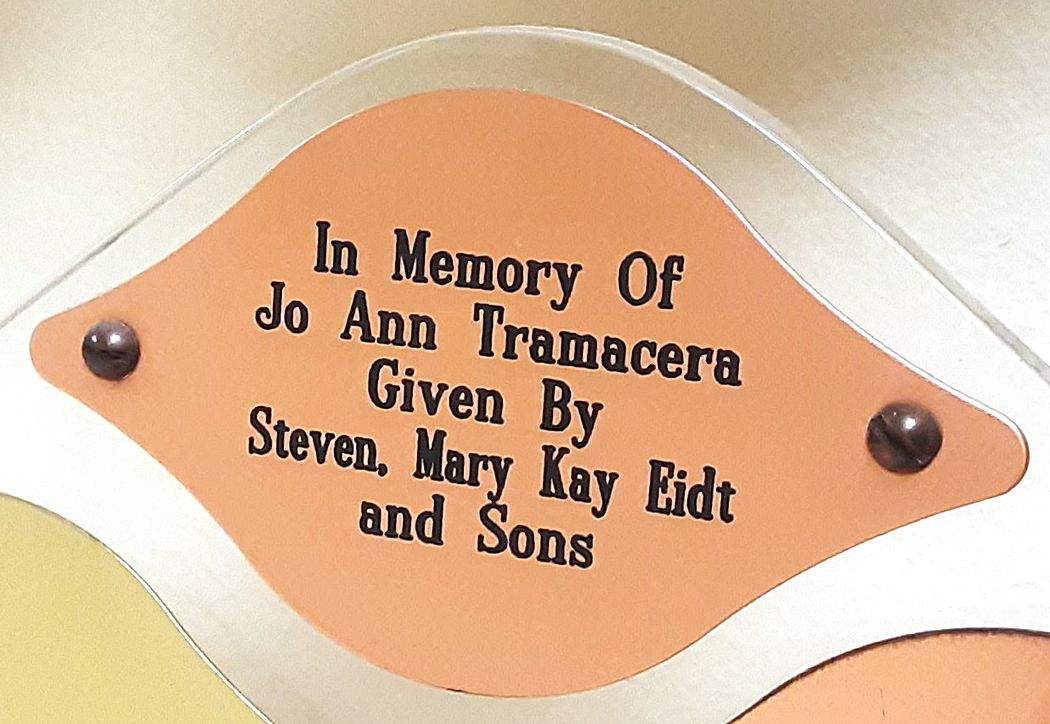 In Memory Of
Jo Ann Tramacera
Given By
Steven, Mary Kay Eidt
and Sons